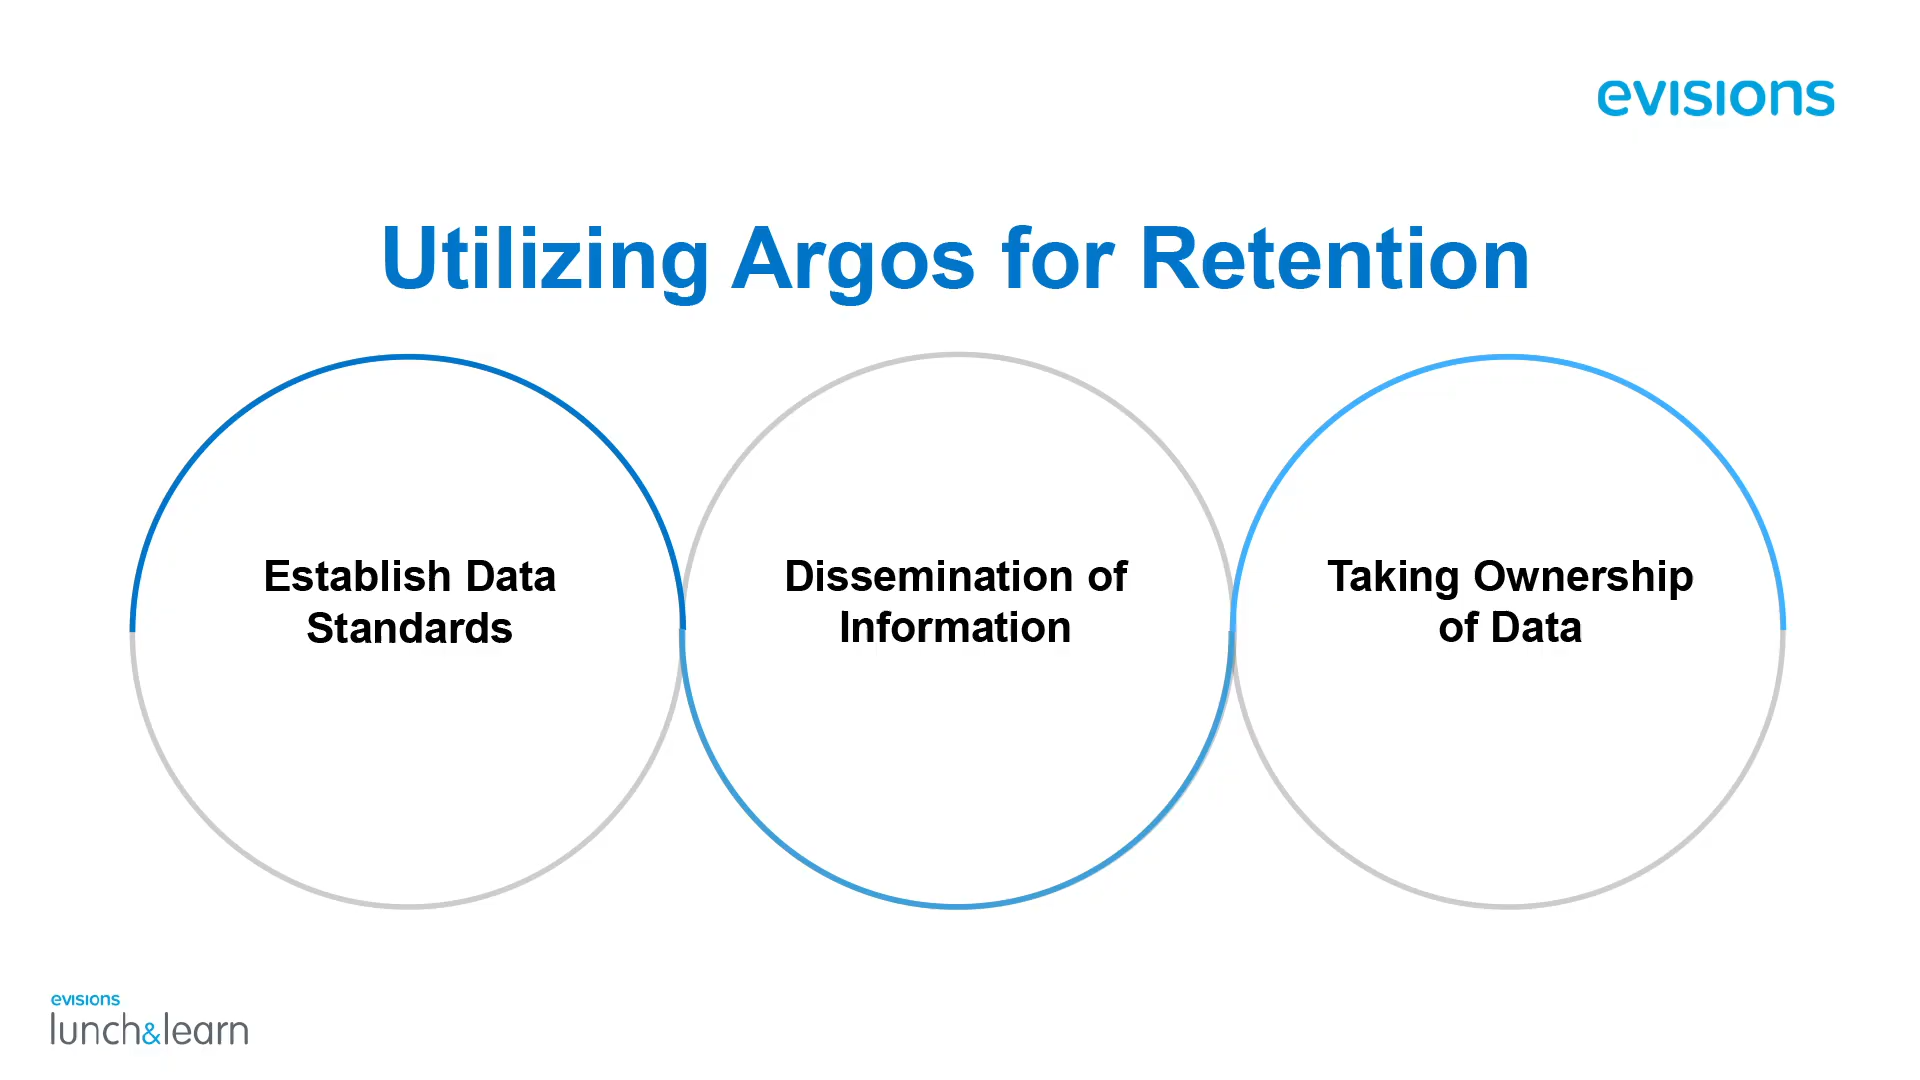 evisions
Utilizing Argos for Retention
Establish Data
Standards
Dissemination of
Information
Taking Ownership
of Data
evisions
lunch&learn